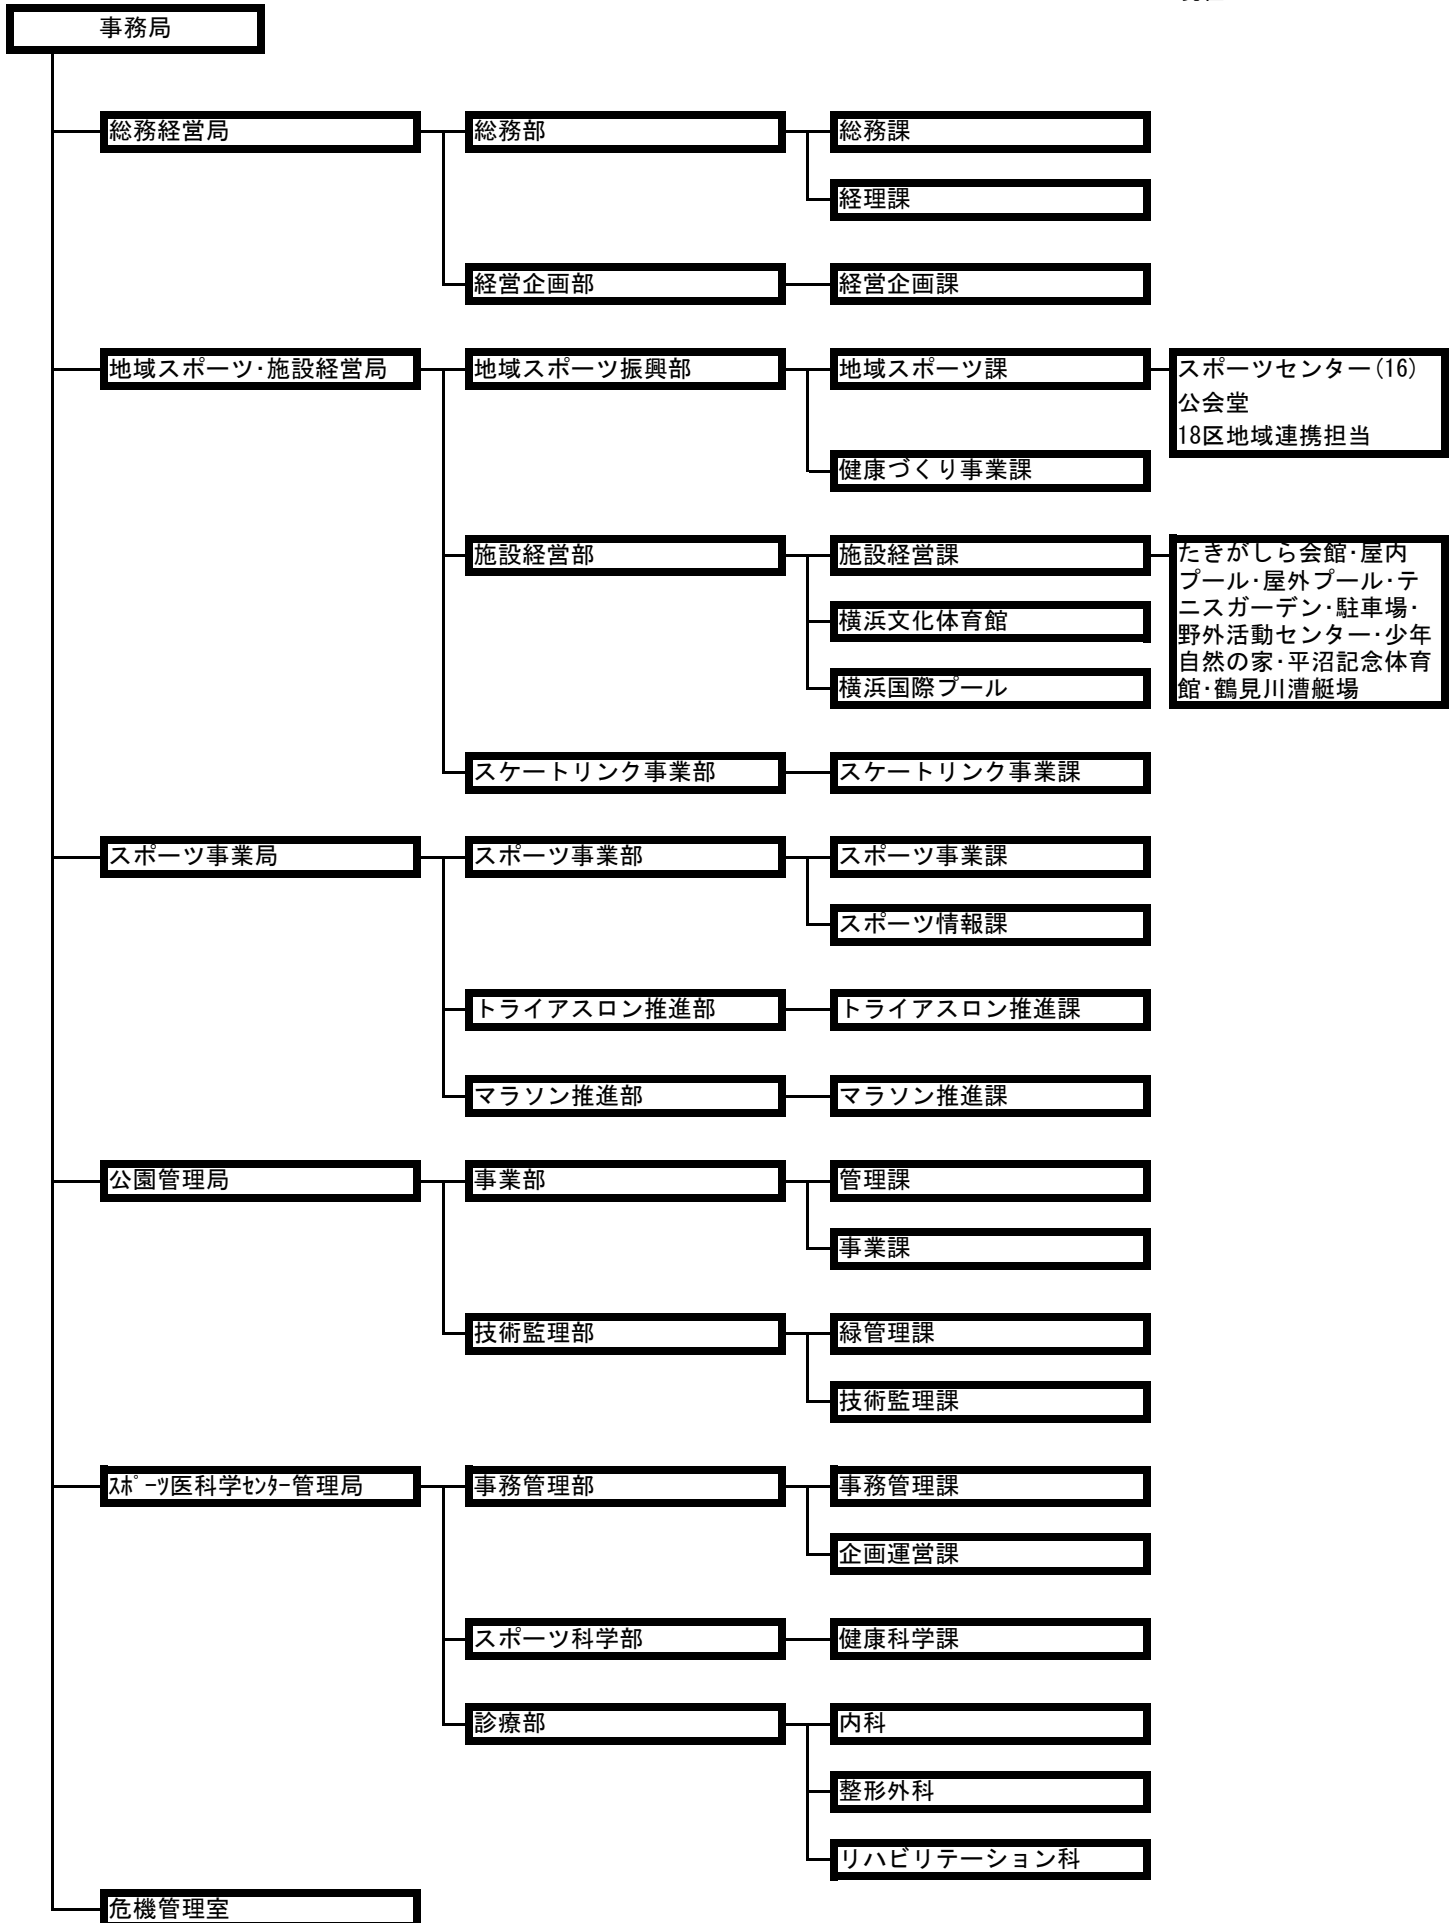 事務局
総務経営局
総務部
総務課
経理課
経営企画部
経営企画課
地域スポーツ･施設経営局
地域スポーツ振興部
地域スポーツ課
スポーツセンター(16)
公会堂
18区地域連携担当
健康づくり事業課
施設経営部
施設経営課
たきがしら会館･屋内
プール･屋外プール･テ
ニスガーデン･駐車場･
野外活動センター･少年
自然の家･平沼記念体育
館･鶴見川漕艇場
横浜文化体育館
横浜国際プール
スケートリンク事業部
スケートリンク事業課
スポーツ事業局
スポーツ事業部
スポーツ事業課
スポーツ情報課
トライアスロン推進部
トライアスロン推進課
マラソン推進部
マラソン推進課
公園管理局
事業部
管理課
事業課
技術監理部
緑管理課
技術監理課
ｽﾎﾟｰﾂ医科学ｾﾝﾀｰ管理局
事務管理部
事務管理課
企画運営課
スポーツ科学部
健康科学課
診療部
内科
整形外科
リハビリテーション科
危機管理室